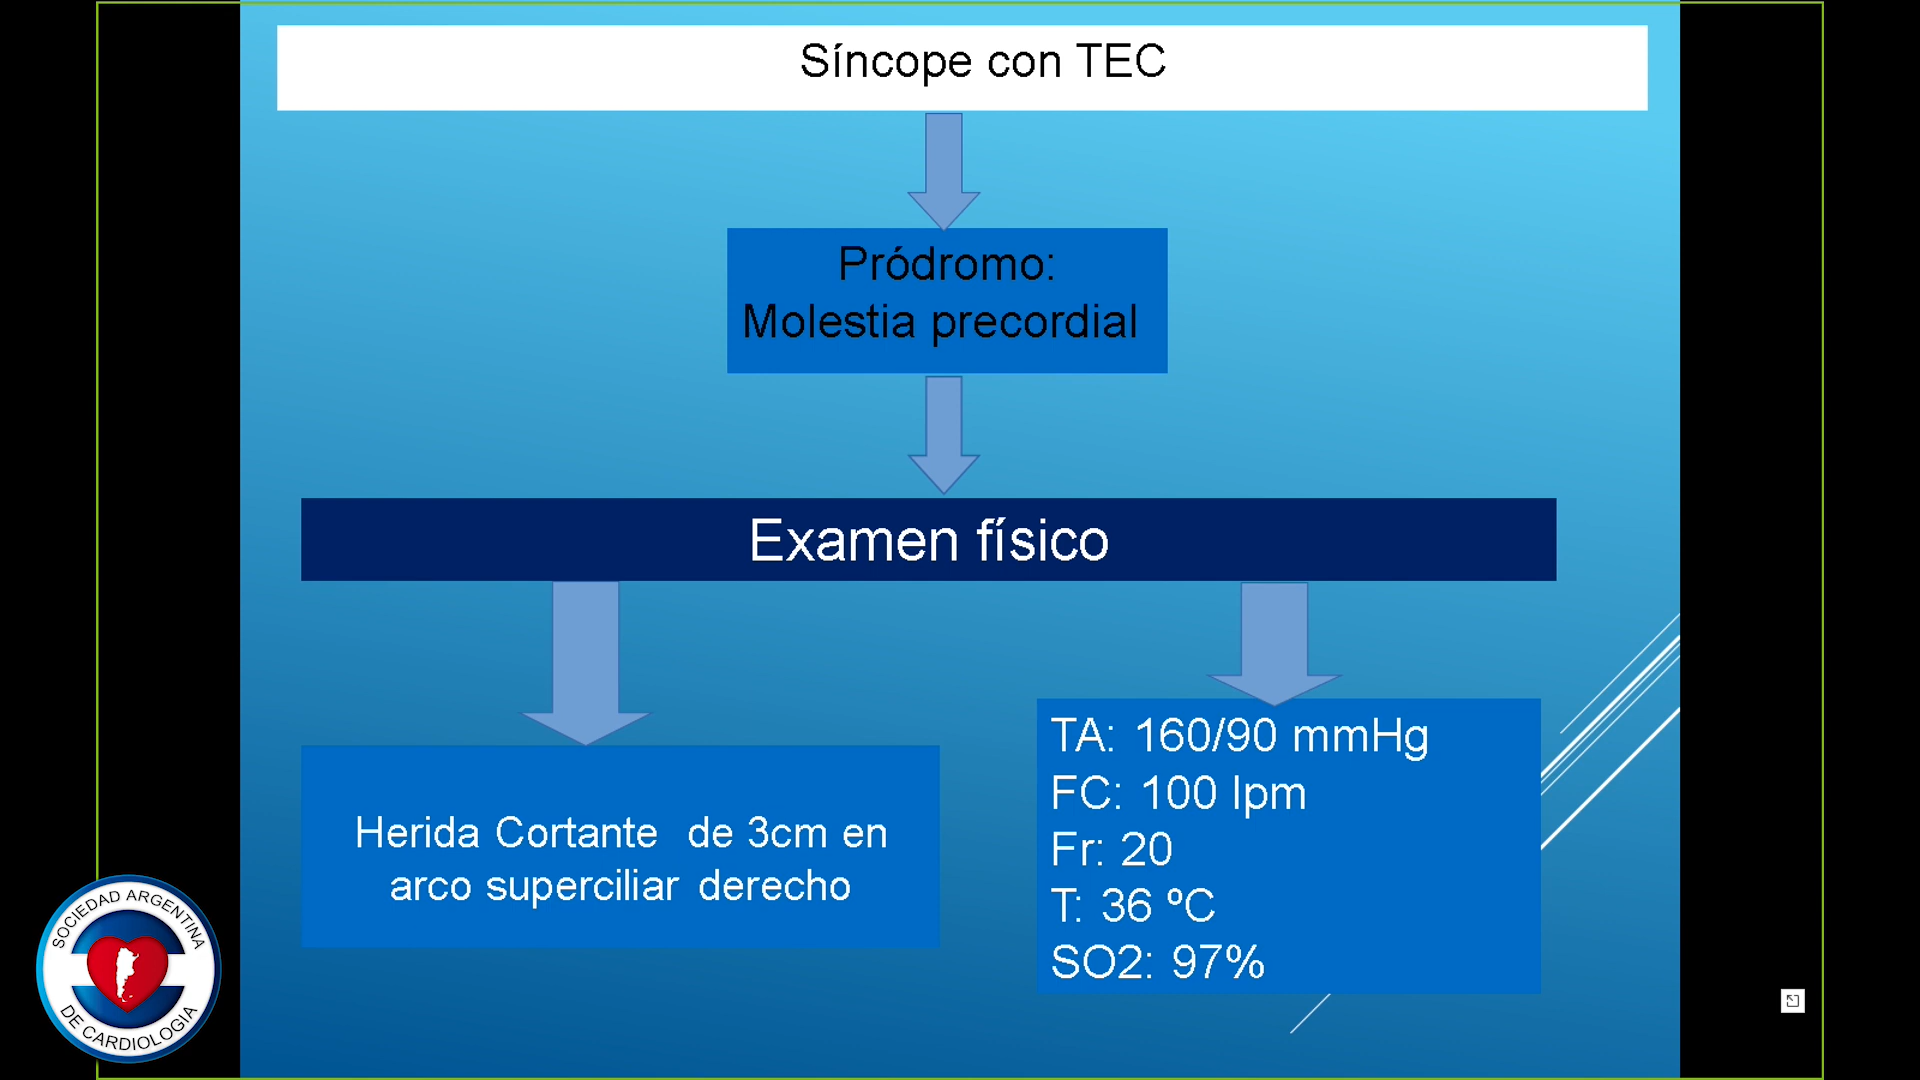 Síncope con TEC
Pródromo:
Molestia precordial
Examen físico
Herida Cortante de 3cm en
arco superciliar derecho
TA: 160/90 mmHg
FC: 100 lpm
Fr: 20
T: 36 ºC
SO2: 97%
SOCIEDAD ARGENTINA
DE CARDIOLOGIA